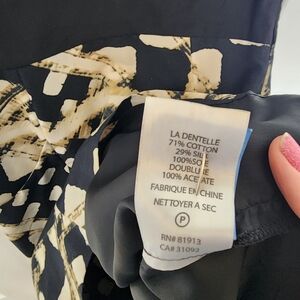 LA DENTELLE
71% COTTON
29% SILK
100% SOIE
DOUBLURE
100% ACETATE
FABRIQUE EN CHINE
NETTOYER A SEC
P
RN# 81913
CA# 31092